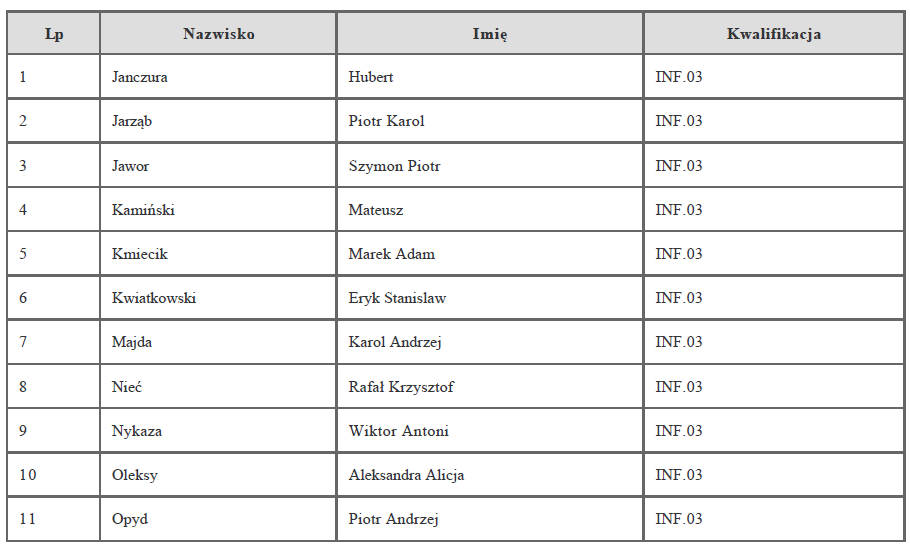 Lp Nazwisko Imię Kwalifikacja
1 Janczura Hubert INF.03
2 Jarząb Piotr Karol INF.03
3 Jawor Szymon Piotr INF.03
4 Kamiński Mateusz INF.03
5 Kmiecik Marek Adam INF.03
6 Kwiatkowski Eryk Stanislaw INF.03
7 Majda Karol Andrzej INF.03
8 Nieć Rafał Krzysztof INF.03
9 Nykaza Wiktor Antoni INF.03
10 Oleksy Aleksandra Alicja INF.03
11 Opyd Piotr Andrzej INF.03